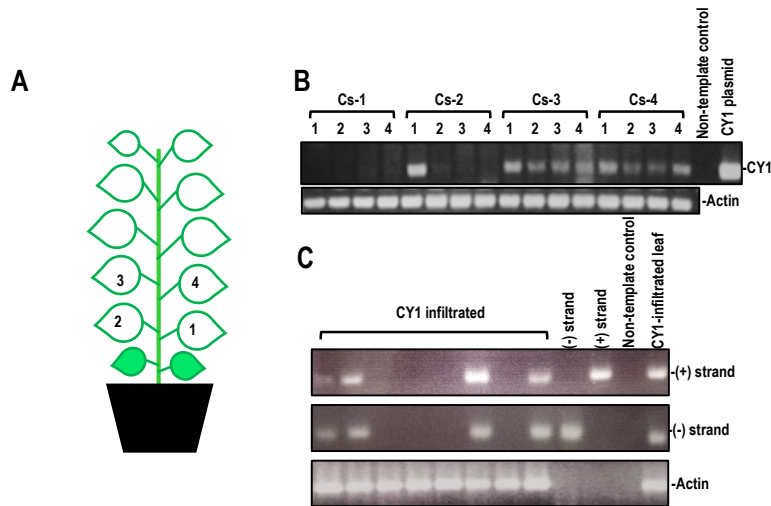 A
3
4
2
1
B
Cs-1 Cs-2 Cs-3 Cs-4
1 2 3 4 1 2 3 4 1 2 3 4 1 2 3 4
Non-template control
CY1 plasmid
-CY1
-Actin
C
CY1 infiltrated
(-) strand
(+) strand
Non-template control
CY1-infiltrated leaf
-(+) strand
-(-) strand
-Actin